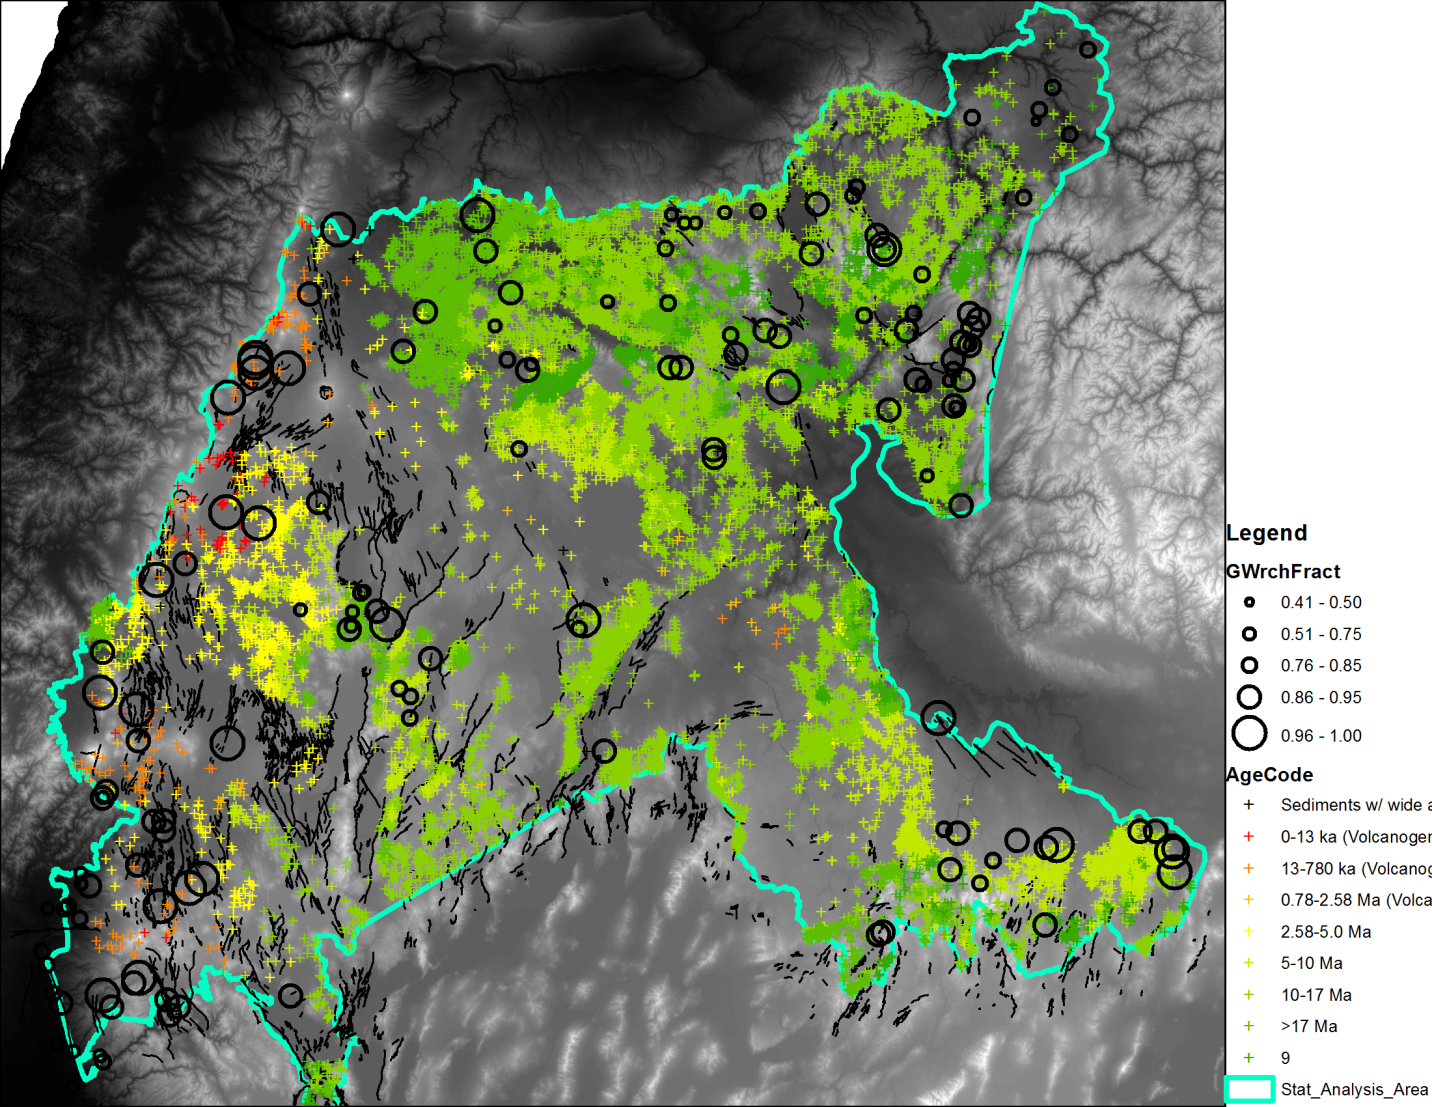 Legend
GWrchFract
0.41 - 0.50
0.51 - 0.75
0.76 - 0.85
0.86 - 0.95
0.96 - 1.00
AgeCode
Sediments w/ wide a
0-13 ka (Volcanoger
13-780 ka (Volcanog
0.78-2.58 Ma (Volca
2.58-5.0 Ma
5-10 Ma
10-17 Ma
>17 Ma
9
Stat_Analysis_Area